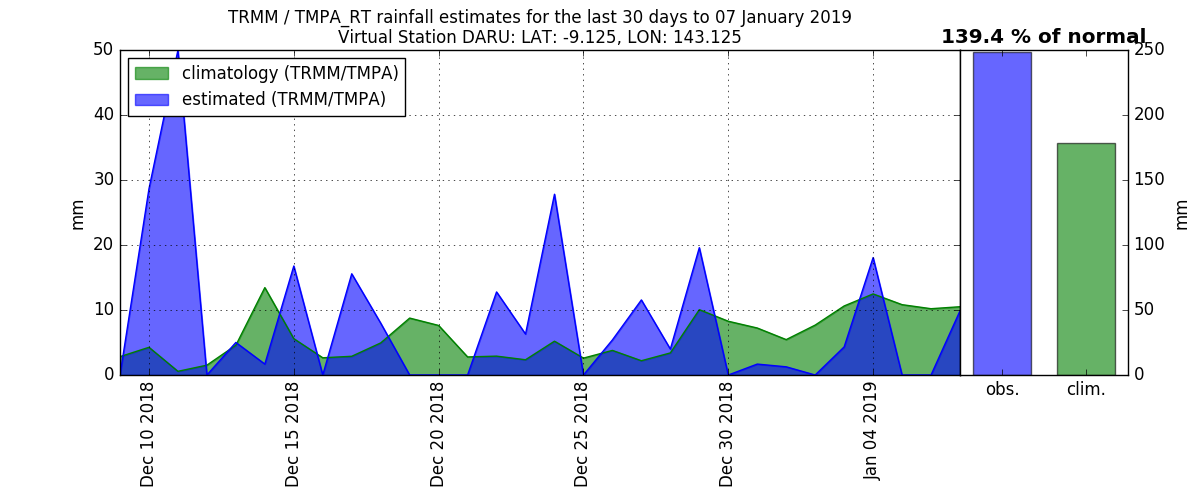 TRMM / TMPA_RT rainfall estimates for the last 30 days to 07 January 2019
Virtual Station DARU: LAT: -9.125, LON: 143.125
139.4 % of normal
climatology (TRMM/TMPA)
estimated (TRMM/TMPA)
50
40
30
20
10
0
mm
Dec 10 2018
Dec 15 2018
Dec 20 2018
Dec 25 2018
Dec 30 2018
Jan 04 2019
obs.
clim.
250
200
150
100
50
0
mm